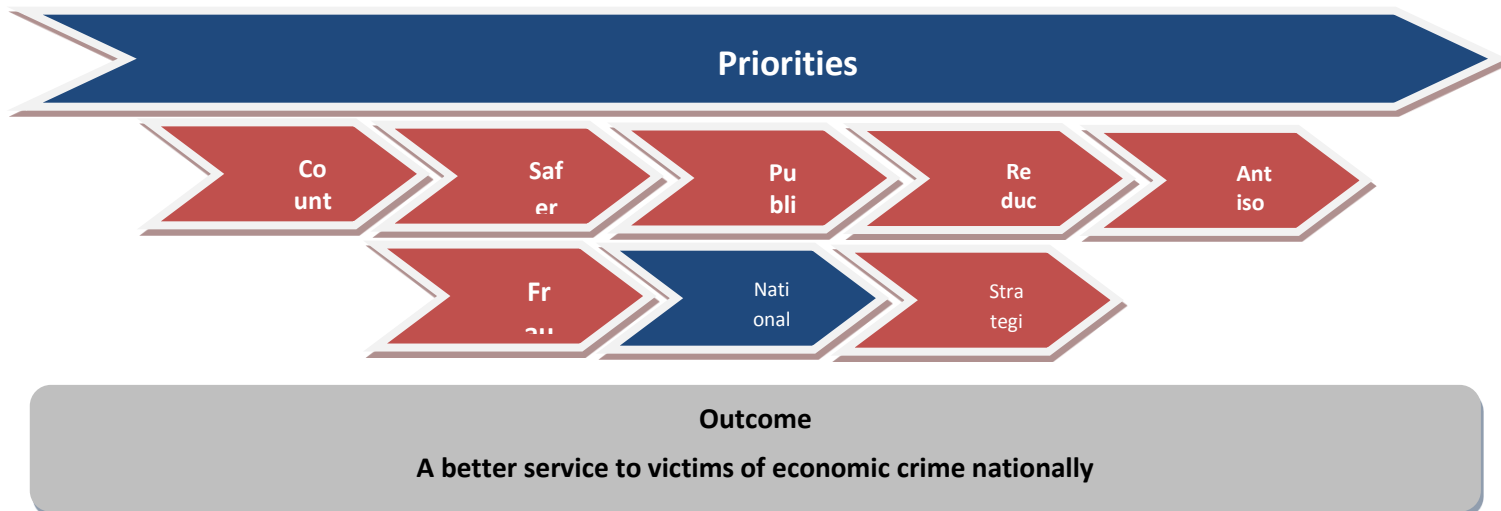 Priorities
Co
unt
Saf
er
Pu
bli
Re
duc
Ant
iso
Fr
au
Nati
onal
Stra
tegi
Outcome
A better service to victims of economic crime nationally